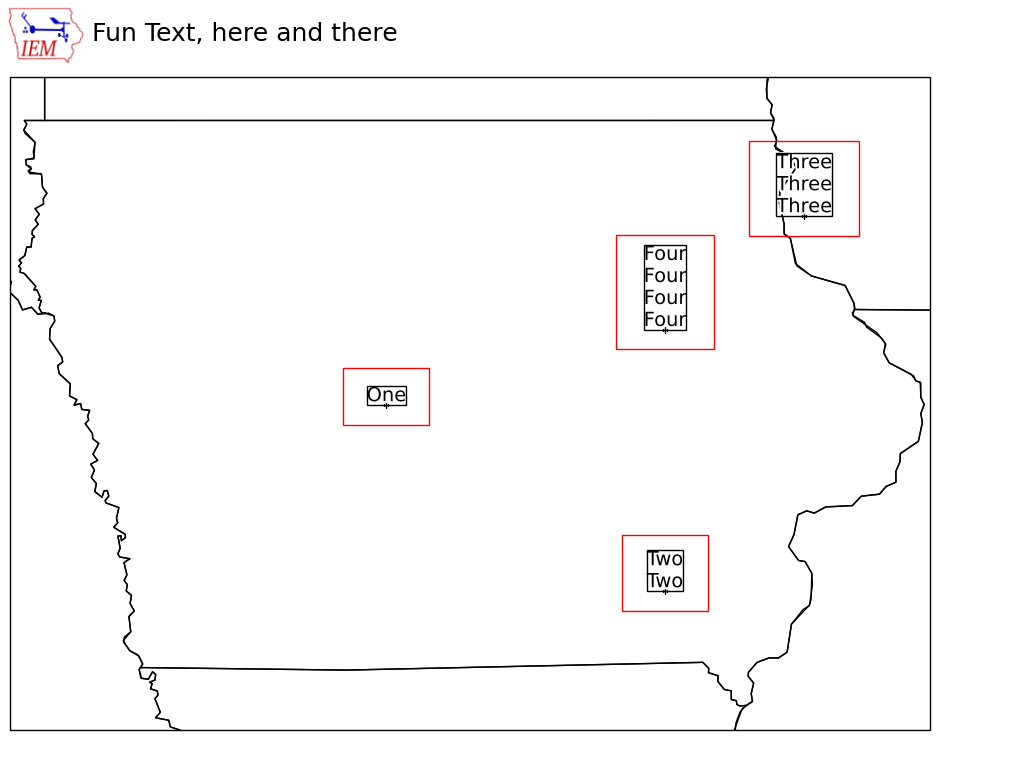 IEM
Fun Text, here and there
Three
Three
Three
Four
Four
Four
Four
One
Two
Two